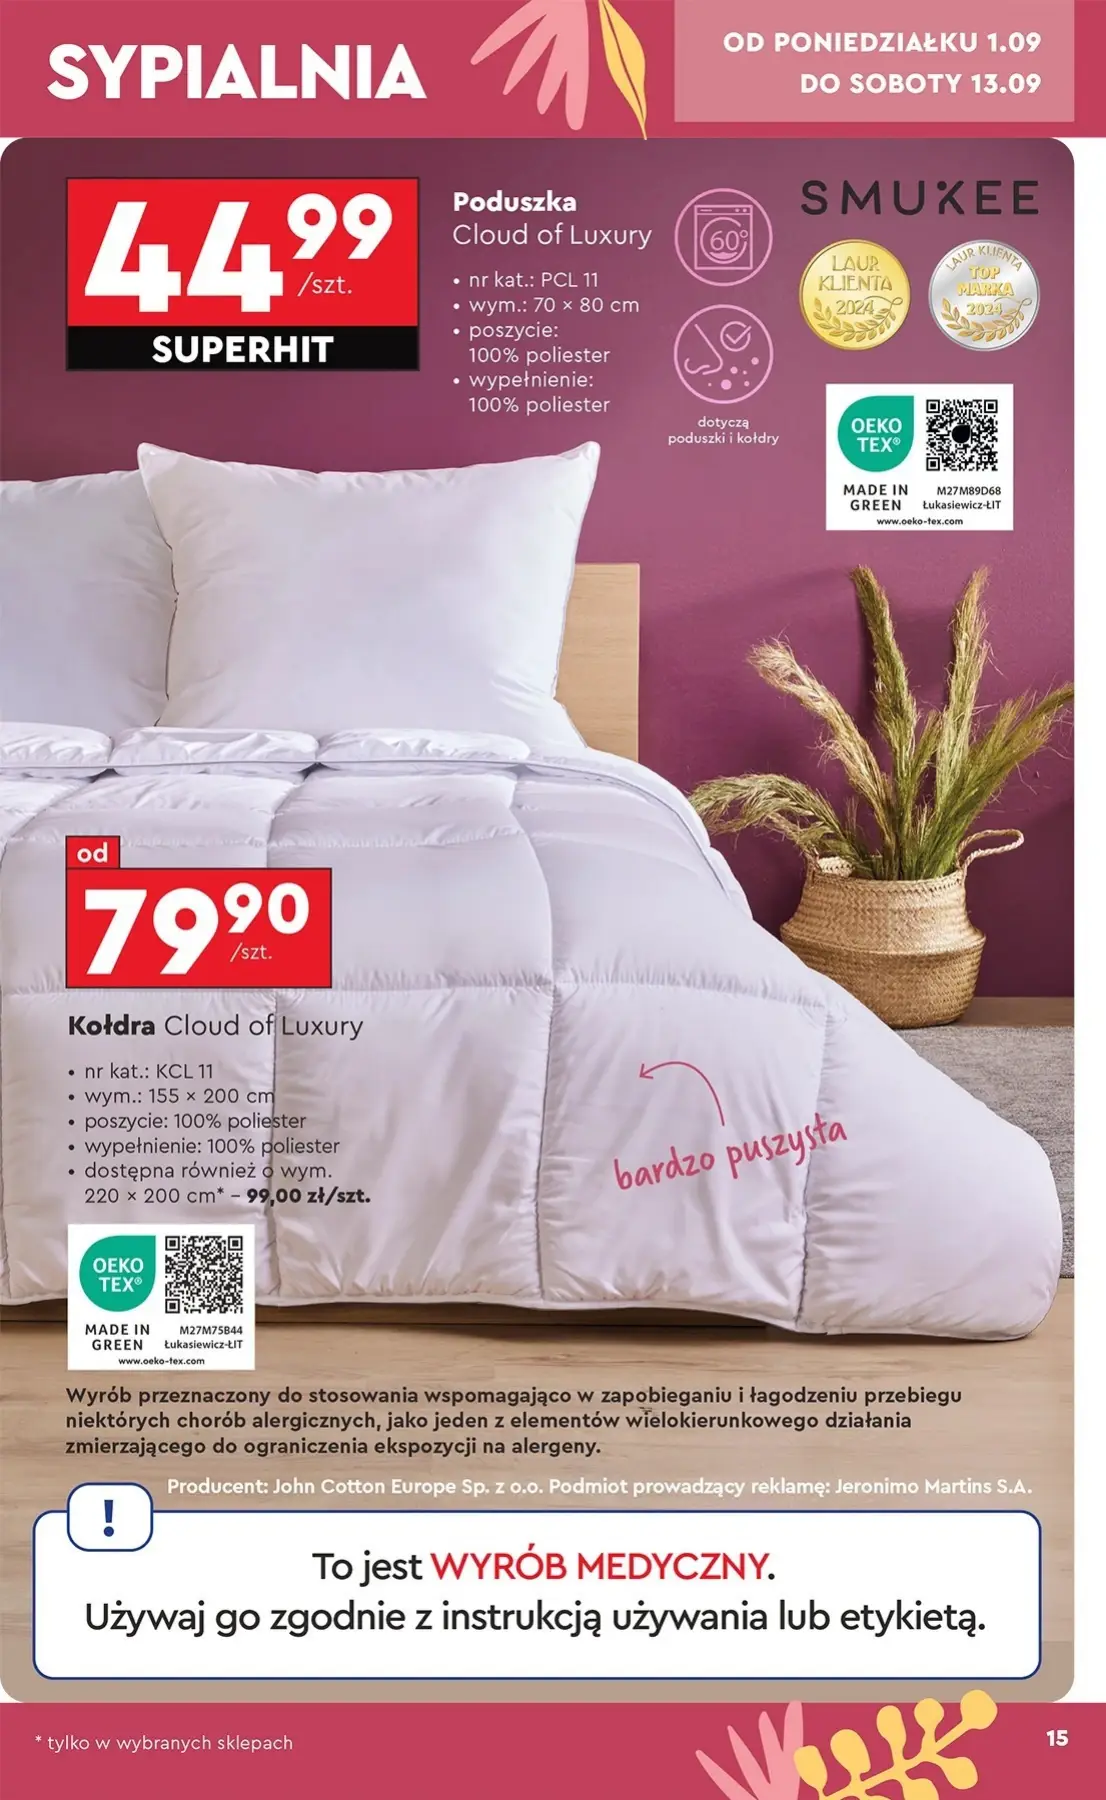 SYPIALNIA
OD PONIEDZIAŁKU 1.09
DO SOBOTY 13.09
44 99
/szt.
SUPERHIT
Poduszka
Cloud of Luxury
• nr kat.: PCL 11
• wym.: 70 × 80 cm
• poszycie:
100% poliester
• wypełnienie:
100% poliester
60°
dotyczą
poduszki i kołdry
SMUKEE
LAUR
KLIENTA
2024
LAUR KLIENTA
TOP
MARKA
2024
OEKO
TEX®
MADE IN
GREEN
M27M89D68
Łukasiewicz-ŁIT
www.oeko-tex.com
od
79 90
/szt.
Kołdra Cloud of Luxury
• nr kat.: KCL 11
• wym.: 155 × 200 cm
• poszycie: 100% poliester
• wypełnienie: 100% poliester
• dostępna również o wym.
220 × 200 cm* – 99,00 zł/szt.
bardzo puszysta
OEKO
TEX®
MADE IN
GREEN
M27M75B44
Łukasiewicz-ŁIT
www.oeko-tex.com
Wyrób przeznaczony do stosowania wspomagająco w zapobieganiu i łagodzeniu przebiegu
niektórych chorób alergicznych, jako jeden z elementów wielokierunkowego działania
zmierzającego do ograniczenia ekspozycji na alergeny.
Producent: John Cotton Europe Sp. z o.o. Podmiot prowadzący reklamę: Jeronimo Martins S.A.
!
To jest WYRÓB MEDYCZNY.
Używaj go zgodnie z instrukcją używania lub etykietą.
* tylko w wybranych sklepach
15